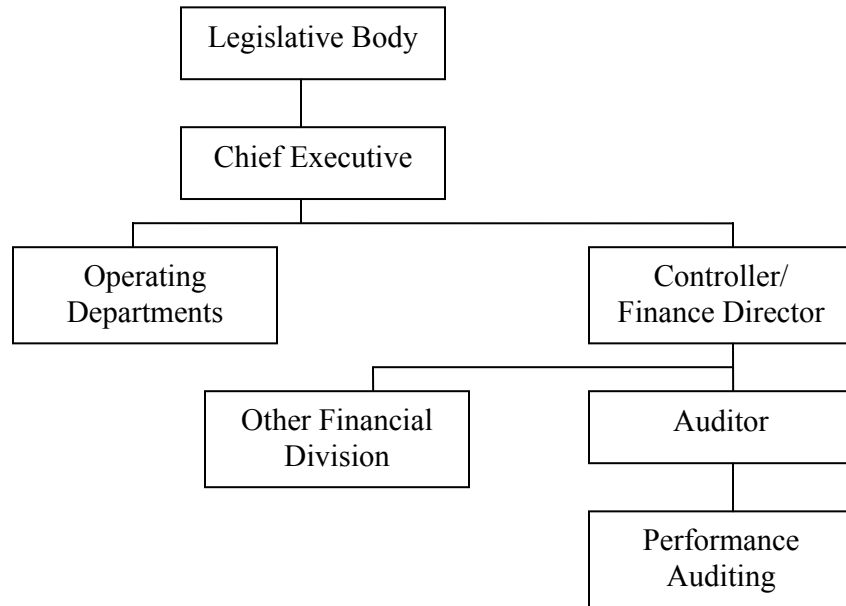 Legislative Body
Chief Executive
Operating
Departments
Controller/
Finance Director
Other Financial
Division
Auditor
Performance
Auditing